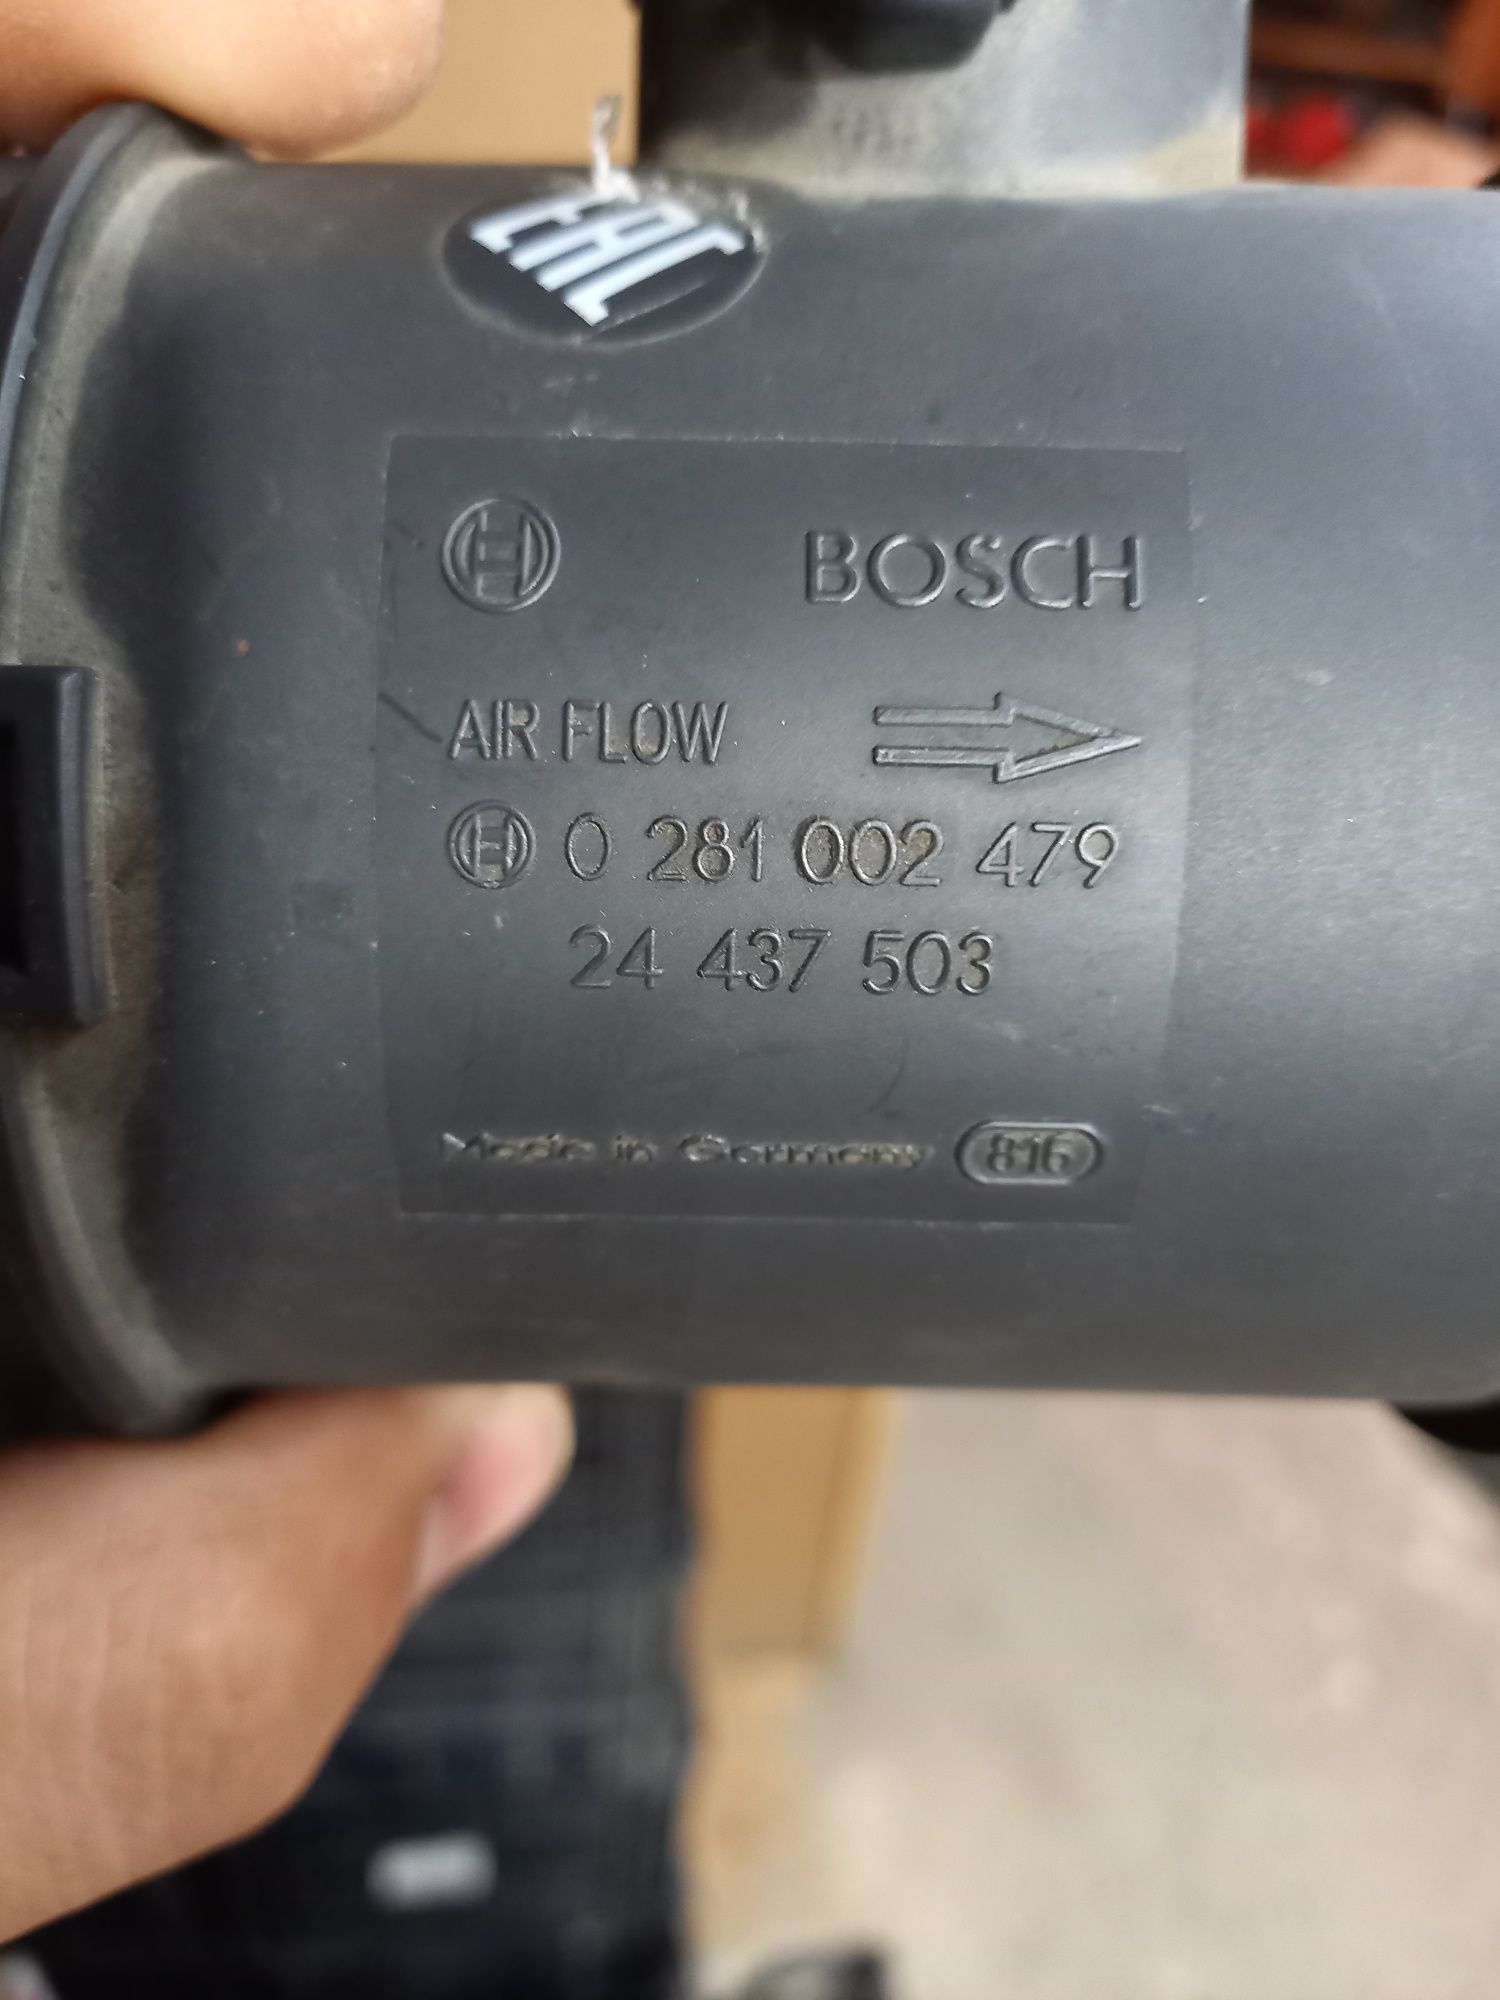 EAC
BOSCH
AIR FLOW
0 281 002 479
24 437 503
Made in Germany 816